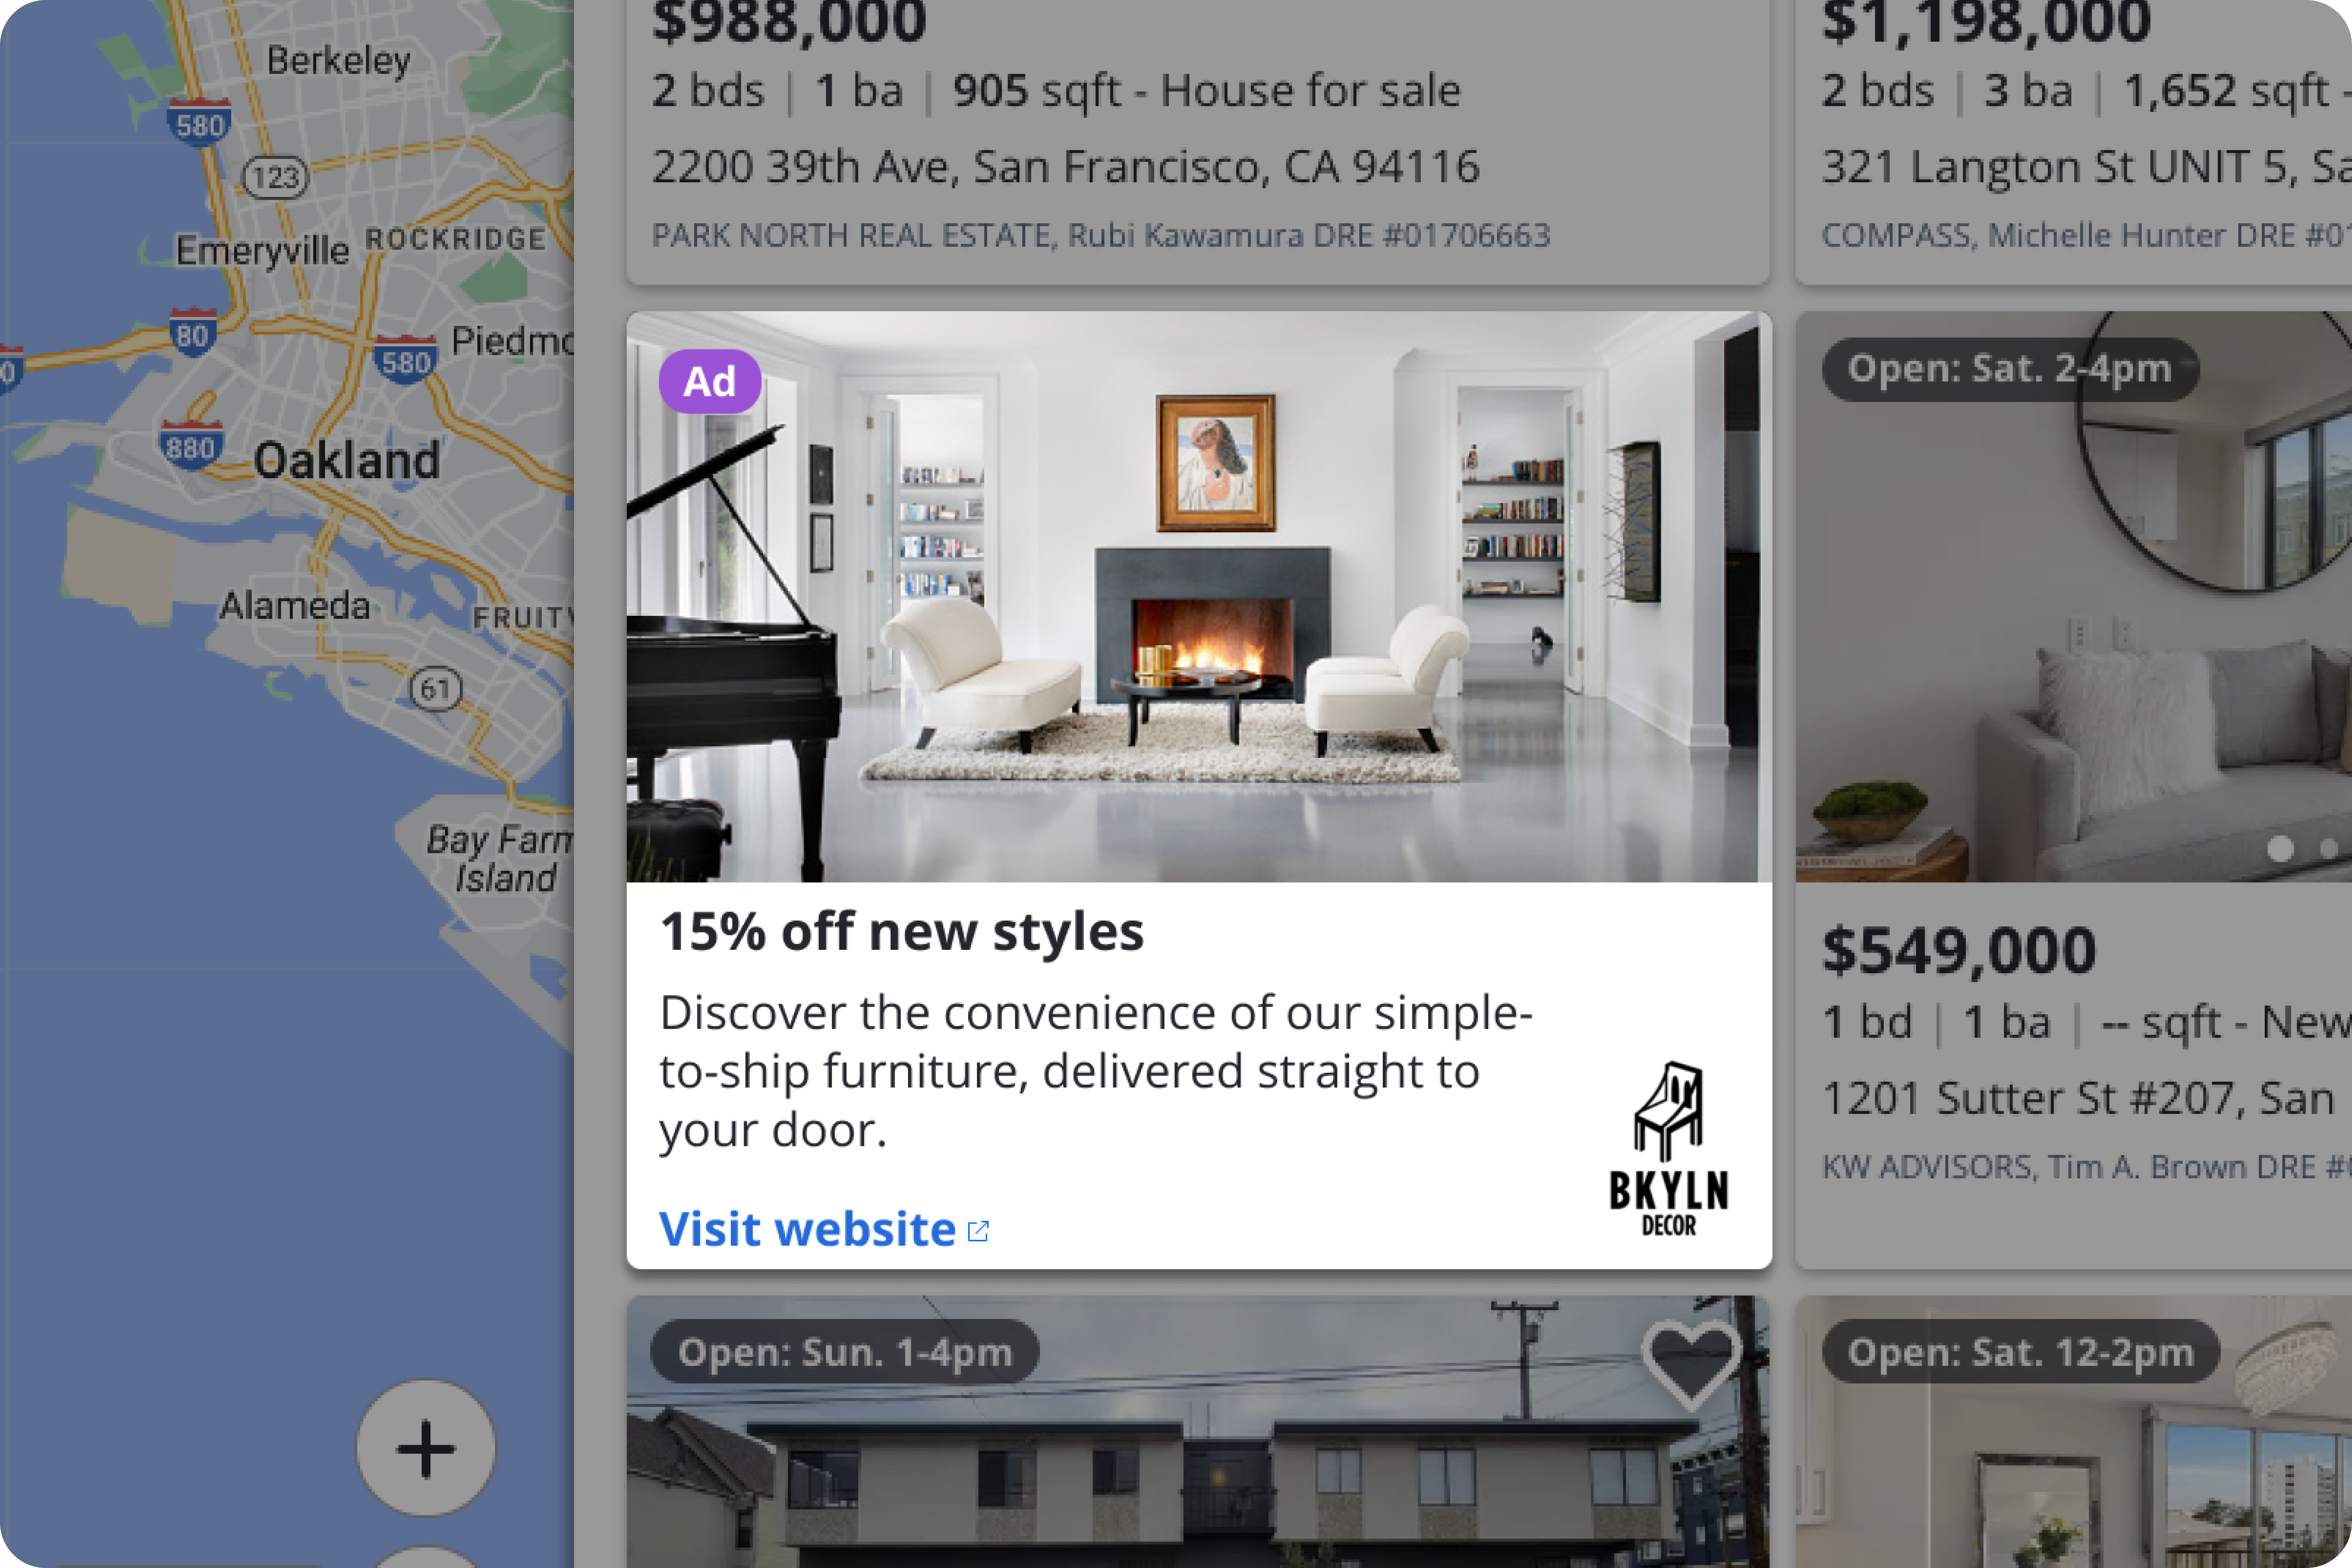 Berkeley
580
123
Emeryville
ROCKRIDGE
80
580
880
Oakland
Alameda
61
Bay Farm
Island
$988,000
2 bds | 1 ba | 905 sqft - House for sale
2200 39th Ave, San Francisco, CA 94116
PARK NORTH REAL ESTATE, Rubi Kawamura DRE #01706663
$1,198,000
2 bds | 3 ba | 1,652 sqft -
321 Langton St UNIT 5,
COMPASS, Michelle Hunter DRE
Ad
15% off new styles
Discover the convenience of our simple-
to-ship furniture, delivered straight to
your door.
Visit website
BKYLN
DECOR
Open: Sat. 2-4pm
$549,000
1 bd | 1 ba | -- sqft - New
1201 Sutter St #207, San
KW ADVISORS, Tim A. Brown DRE
Open: Sun. 1-4pm
Open: Sat. 12-2pm